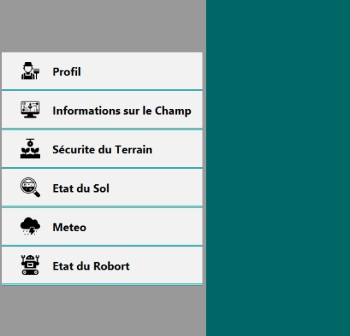 Profil
Informations sur le Champ
Sécurite du Terrain
Etat du Sol
Meteo
Etat du Robort